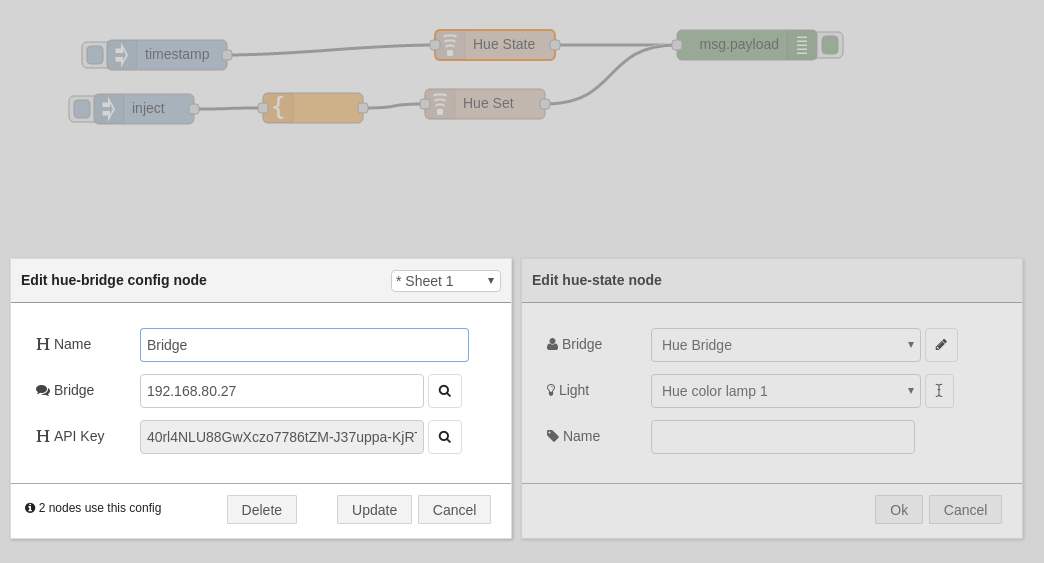 timestamp
Hue State
msg.payload
inject
{
Hue Set
Edit hue-bridge config node
* Sheet 1
Name
Bridge
Bridge
192.168.80.27
API Key
40rl4NLU88GwXczo7786tZM-J37uppa-KjR
2 nodes use this config
Delete
Update
Cancel
Edit hue-state node
Bridge
Hue Bridge
Light
Hue color lamp 1
Name
Ok
Cancel